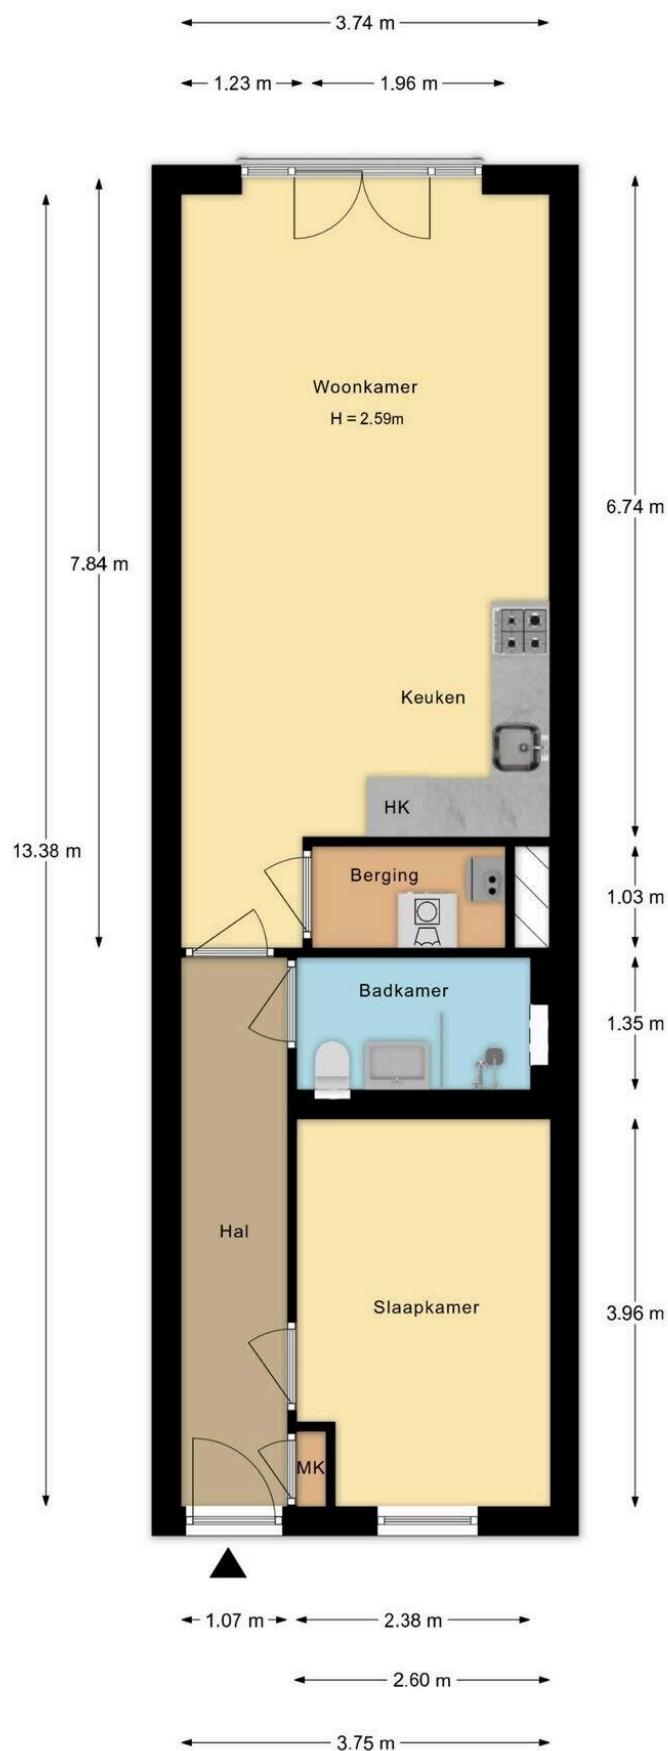 3.74 m
1.23 m
1.96 m
Woonkamer
H = 2.59m
6.74 m
7.84 m
Keuken
HK
13.38 m
Berging
1.03 m
Badkamer
1.35 m
Hal
Slaapkamer
3.96 m
MK
1.07 m
2.38 m
2.60 m
3.75 m